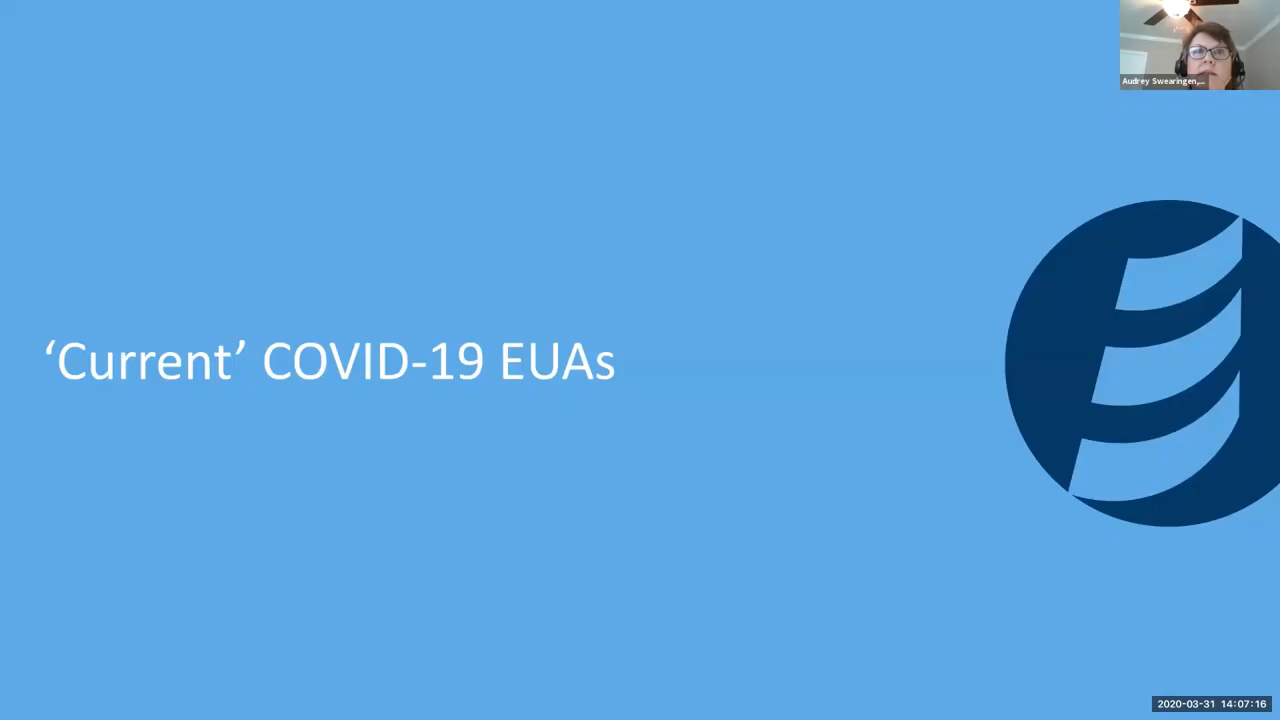 Audrey Swearingen,...
‘Current’ COVID-19 EUAs
2020-03-31 14:07:16